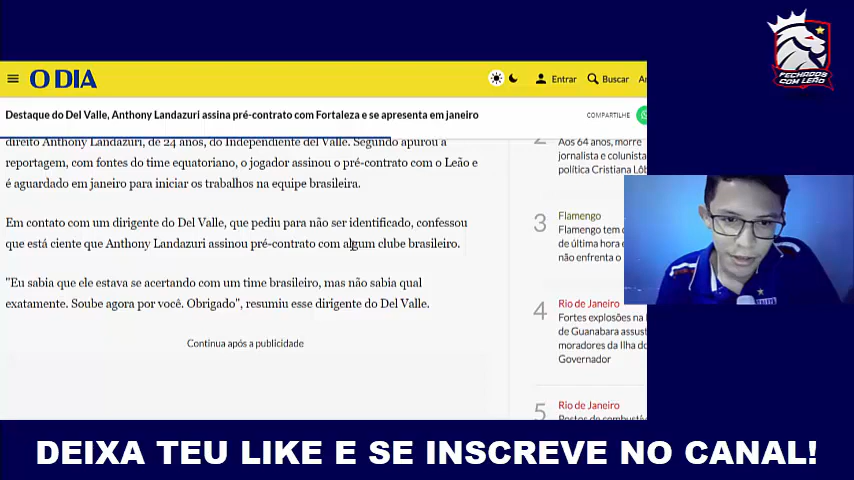 FECHADOS
COM LEÃO
O DIA
Entrar
Buscar
Destaque do Del Valle, Anthony Landazuri assina pré-contrato com Fortaleza e se apresenta em janeiro
COMPARTILHE
direito Anthony Landazuri, de 24 anos, do Independiente del Valle. Segundo apurou a
reportagem, com fontes do time equatoriano, o jogador assinou o pré-contrato com o Leão e
é aguardado em janeiro para iniciar os trabalhos na equipe brasileira.
Em contato com um dirigente do Del Valle, que pediu para não ser identificado, confessou
que está ciente que Anthony Landazuri assinou pré-contrato com algum clube brasileiro.
"Eu sabia que ele estava se acertando com um time brasileiro, mas não sabia qual
exatamente. Soube agora por você. Obrigado", resumiu esse dirigente do Del Valle.
Continua após a publicidade
2
Aos 64 anos, morre
jornalista e colunista
política Cristiana Lôb
3
Flamengo
Flamengo tem
de última hora
não enfrenta o
4
Rio de Janeiro
Fortes explosões na
de Guanabara assust
moradores da Ilha do
Governador
5
Rio de Janeiro
DEIXA TEU LIKE E SE INSCREVE NO CANAL!